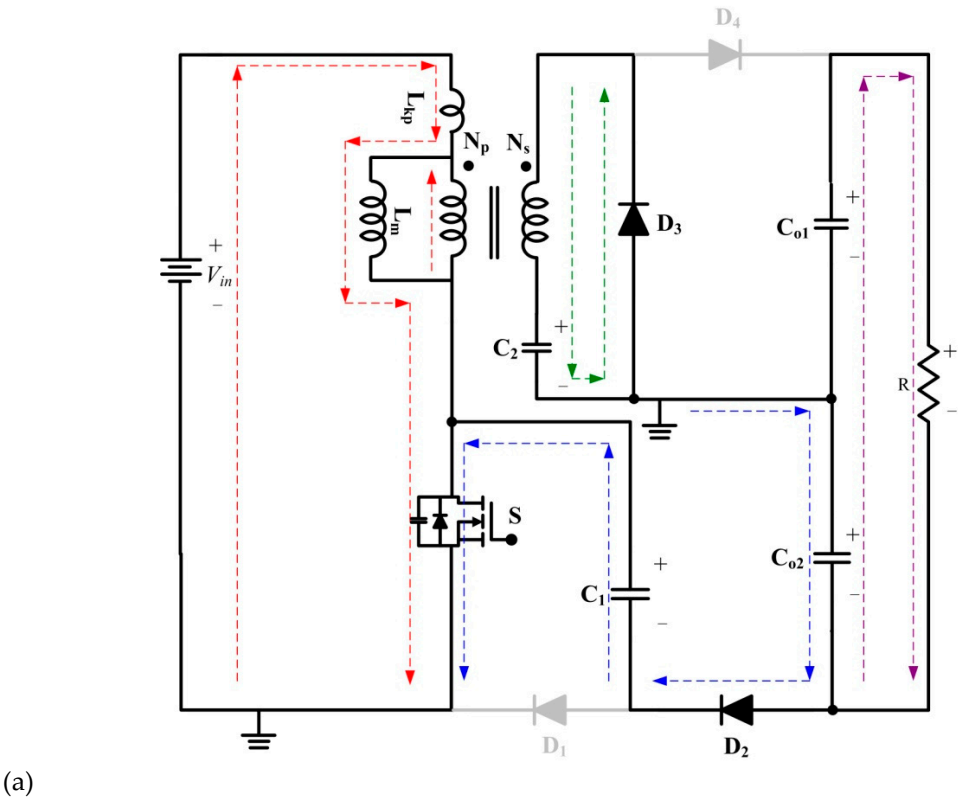 D₄
Lkp
Np Ns
Lm
+
Vin
−
D₃
+
Co1
−
C₂
+
−
R
+
−
S
C₁
+
−
Co2
+
−
D₁
D₂
(a)